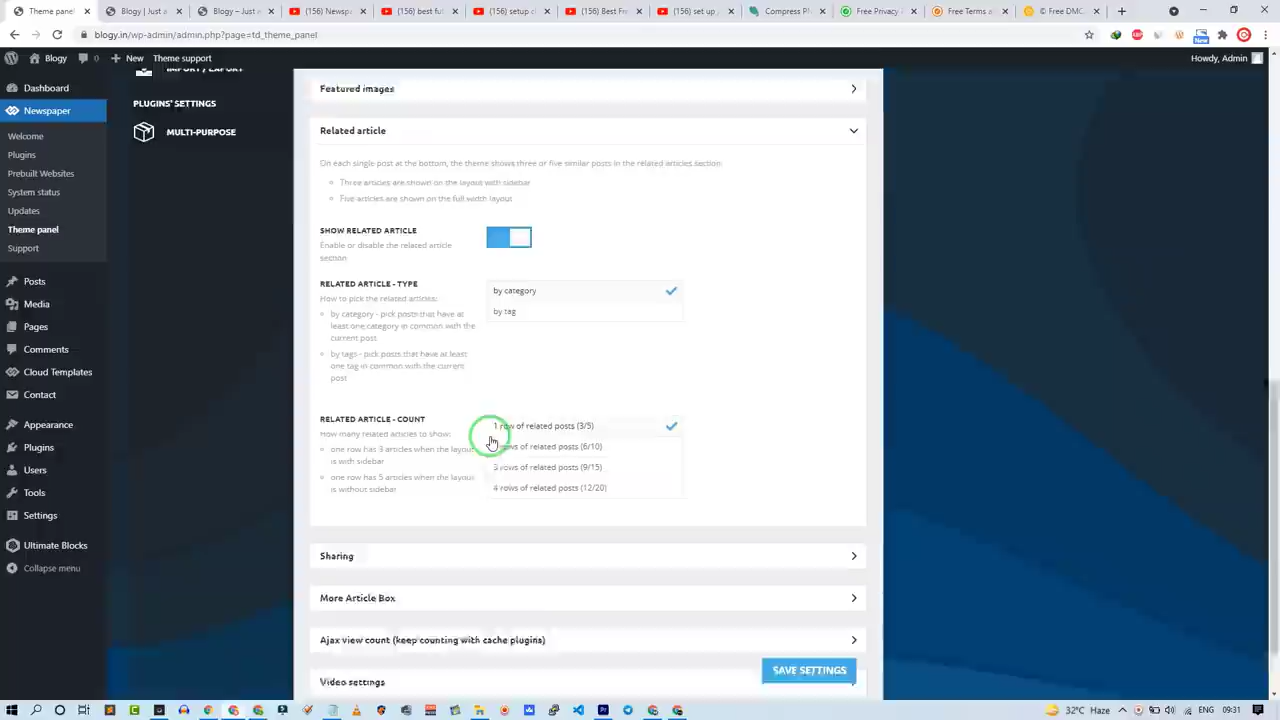 Theme panel
Blogy – Just a
Blogy – Just a
(156) Newspa
(156) best ful
(156) setup cl
(156) Best Fre
(156) set up
Compress P
Free Privacy
Free Terms a
© Free DMC
blogy.in/wp-admin/admin.php?page=td_theme_panel
New
Blogy
0
New
Theme support
Howdy, Admin
Dashboard
Newspaper
Welcome
Plugins
Prebuilt Websites
System status
Updates
Theme panel
Support
Posts
Media
Pages
Comments
Cloud Templates
Contact
Appearance
Plugins
Users
Tools
Settings
Ultimate Blocks
Collapse menu
IMPORT / EXPORT
PLUGINS' SETTINGS
MULTI-PURPOSE
Featured images
Related article
On each single post at the bottom, the theme shows three or five similar posts in the related articles section:
Three articles are shown on the layout with sidebar
Five articles are shown on the full width layout
SHOW RELATED ARTICLE
Enable or disable the related article
section
RELATED ARTICLE - TYPE
How to pick the related articles:
by category - pick posts that have at
least one category in common with the
current post
by tags - pick posts that have at least
one tag in common with the current
post
by category
by tag
RELATED ARTICLE - COUNT
How many related articles to show:
one row has 3 articles when the layout
is with sidebar
one row has 5 articles when the layout
is without sidebar
1 row of related posts (3/5)
rows of related posts (6/10)
3 rows of related posts (9/15)
4 rows of related posts (12/20)
Sharing
More Article Box
Ajax view count (keep counting with cache plugins)
Video settings
SAVE SETTINGS
32°C Haze
ENG
09:31